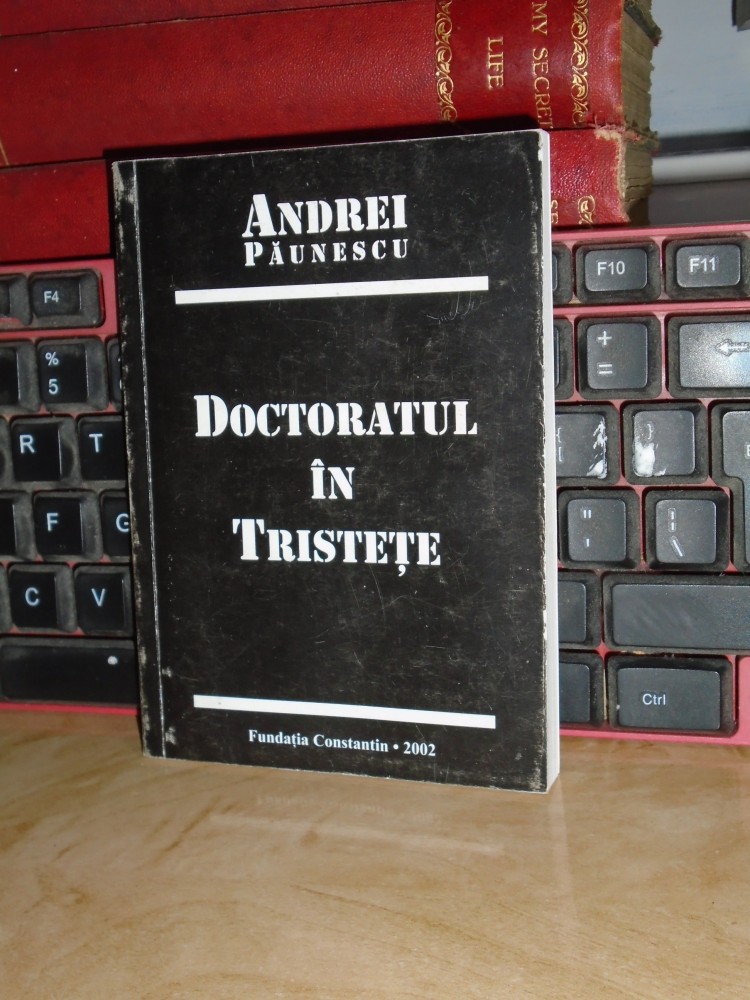 MY SECRET
LIFE
ANDREI
PĂUNESCU
DOCTORATUL
ÎN
TRISTEȚE
Fundația Constantin • 2002
F4
%
5
R
T
F
G
C
V
F10
F11
+
=
{
[
}
"
'
|
\
Ctrl